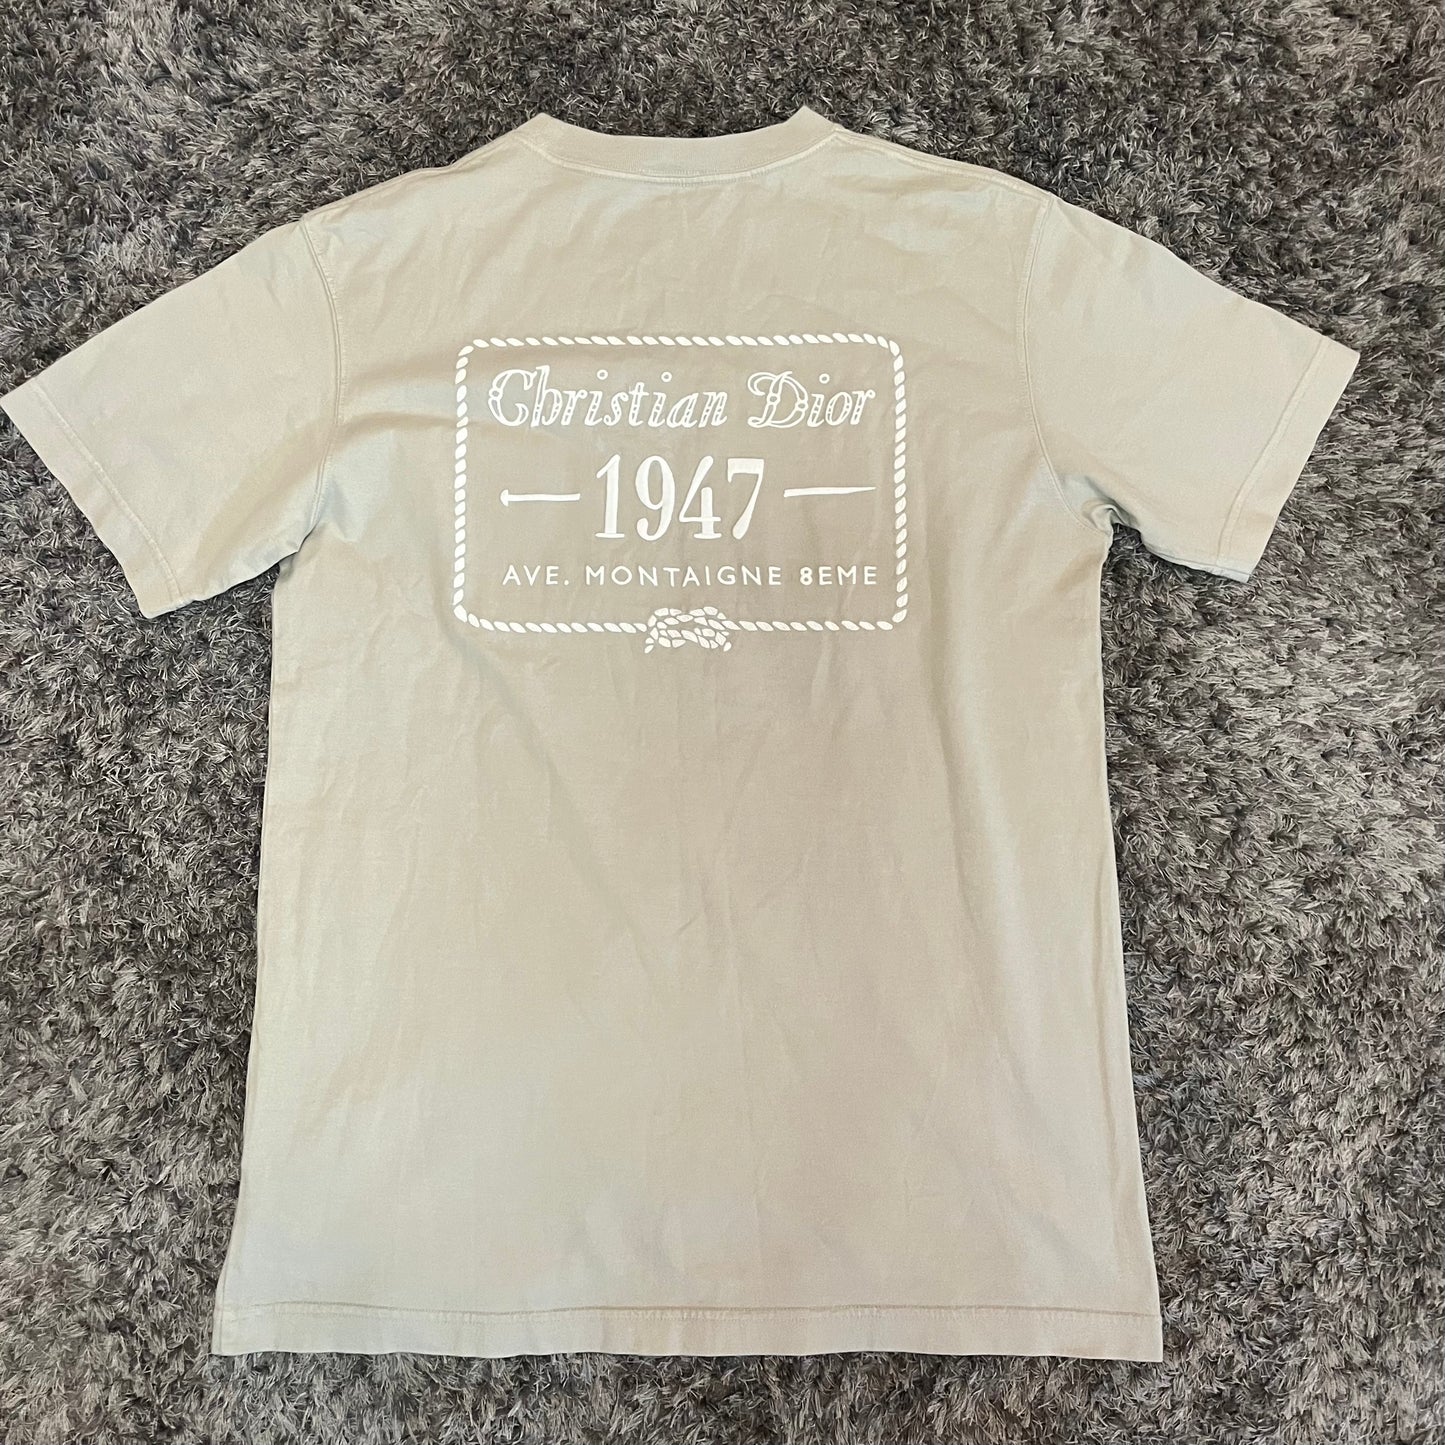 Christian Dior
1947
AVE. MONTAIGNE 8EME